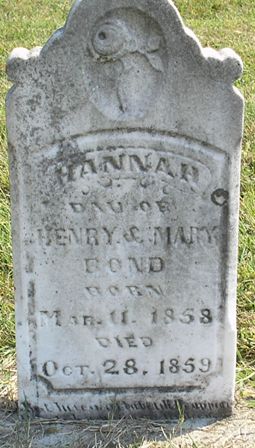 HANNAH
DAU OF
HENRY & MARY
BOND
BORN
MAR. 11. 1858
DIED
OCT. 28. 1859